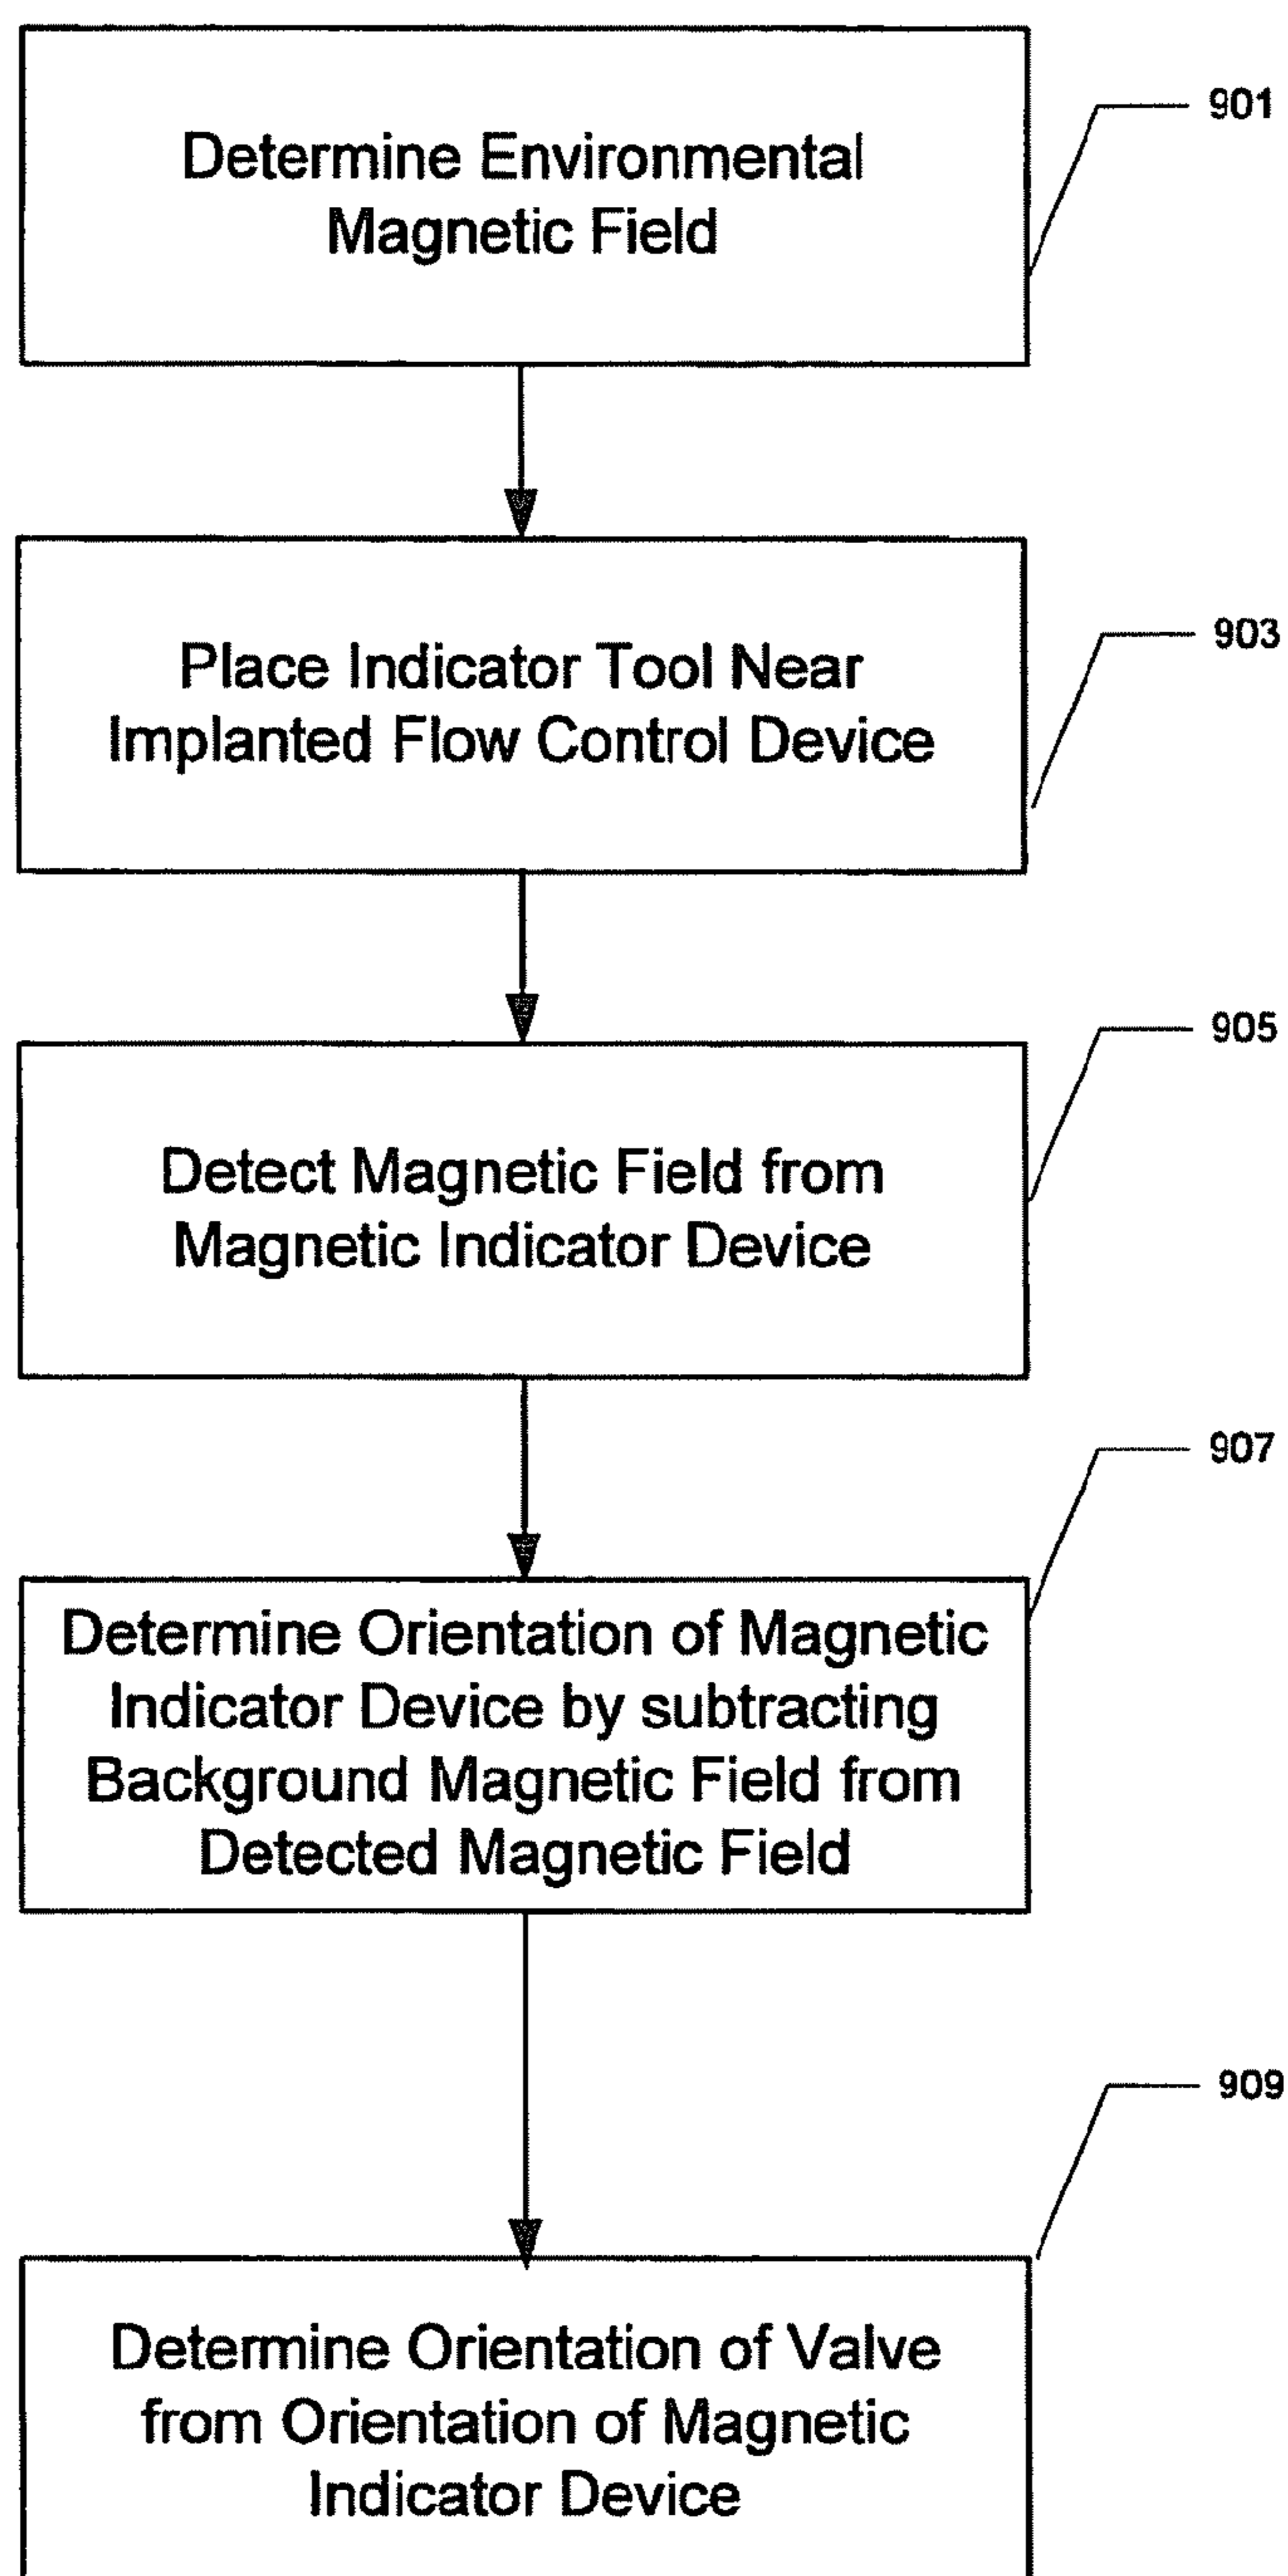 Determine Environmental
Magnetic Field
901
Place Indicator Tool Near
Implanted Flow Control Device
903
Detect Magnetic Field from
Magnetic Indicator Device
905
Determine Orientation of Magnetic
Indicator Device by subtracting
Background Magnetic Field from
Detected Magnetic Field
907
Determine Orientation of Valve
from Orientation of Magnetic
Indicator Device
909